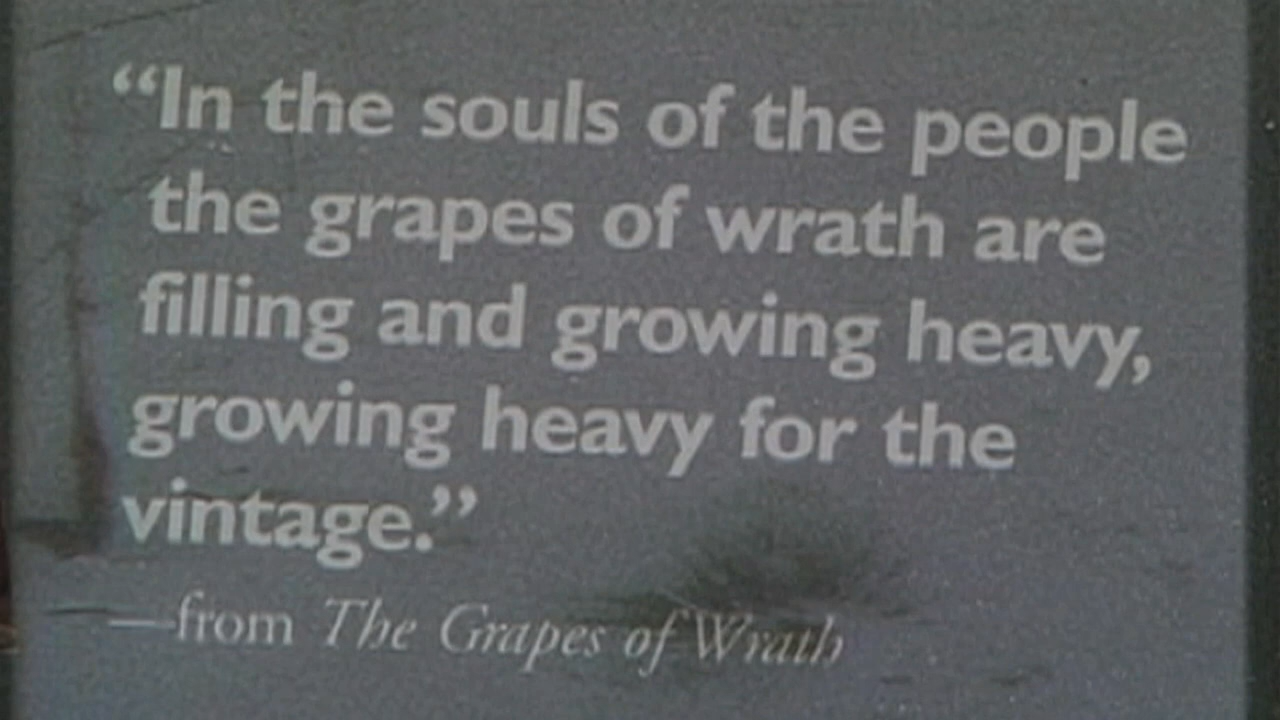 “In the souls of the people
the grapes of wrath are
filling and growing heavy,
growing heavy for the
vintage.”
—from The Grapes of Wrath